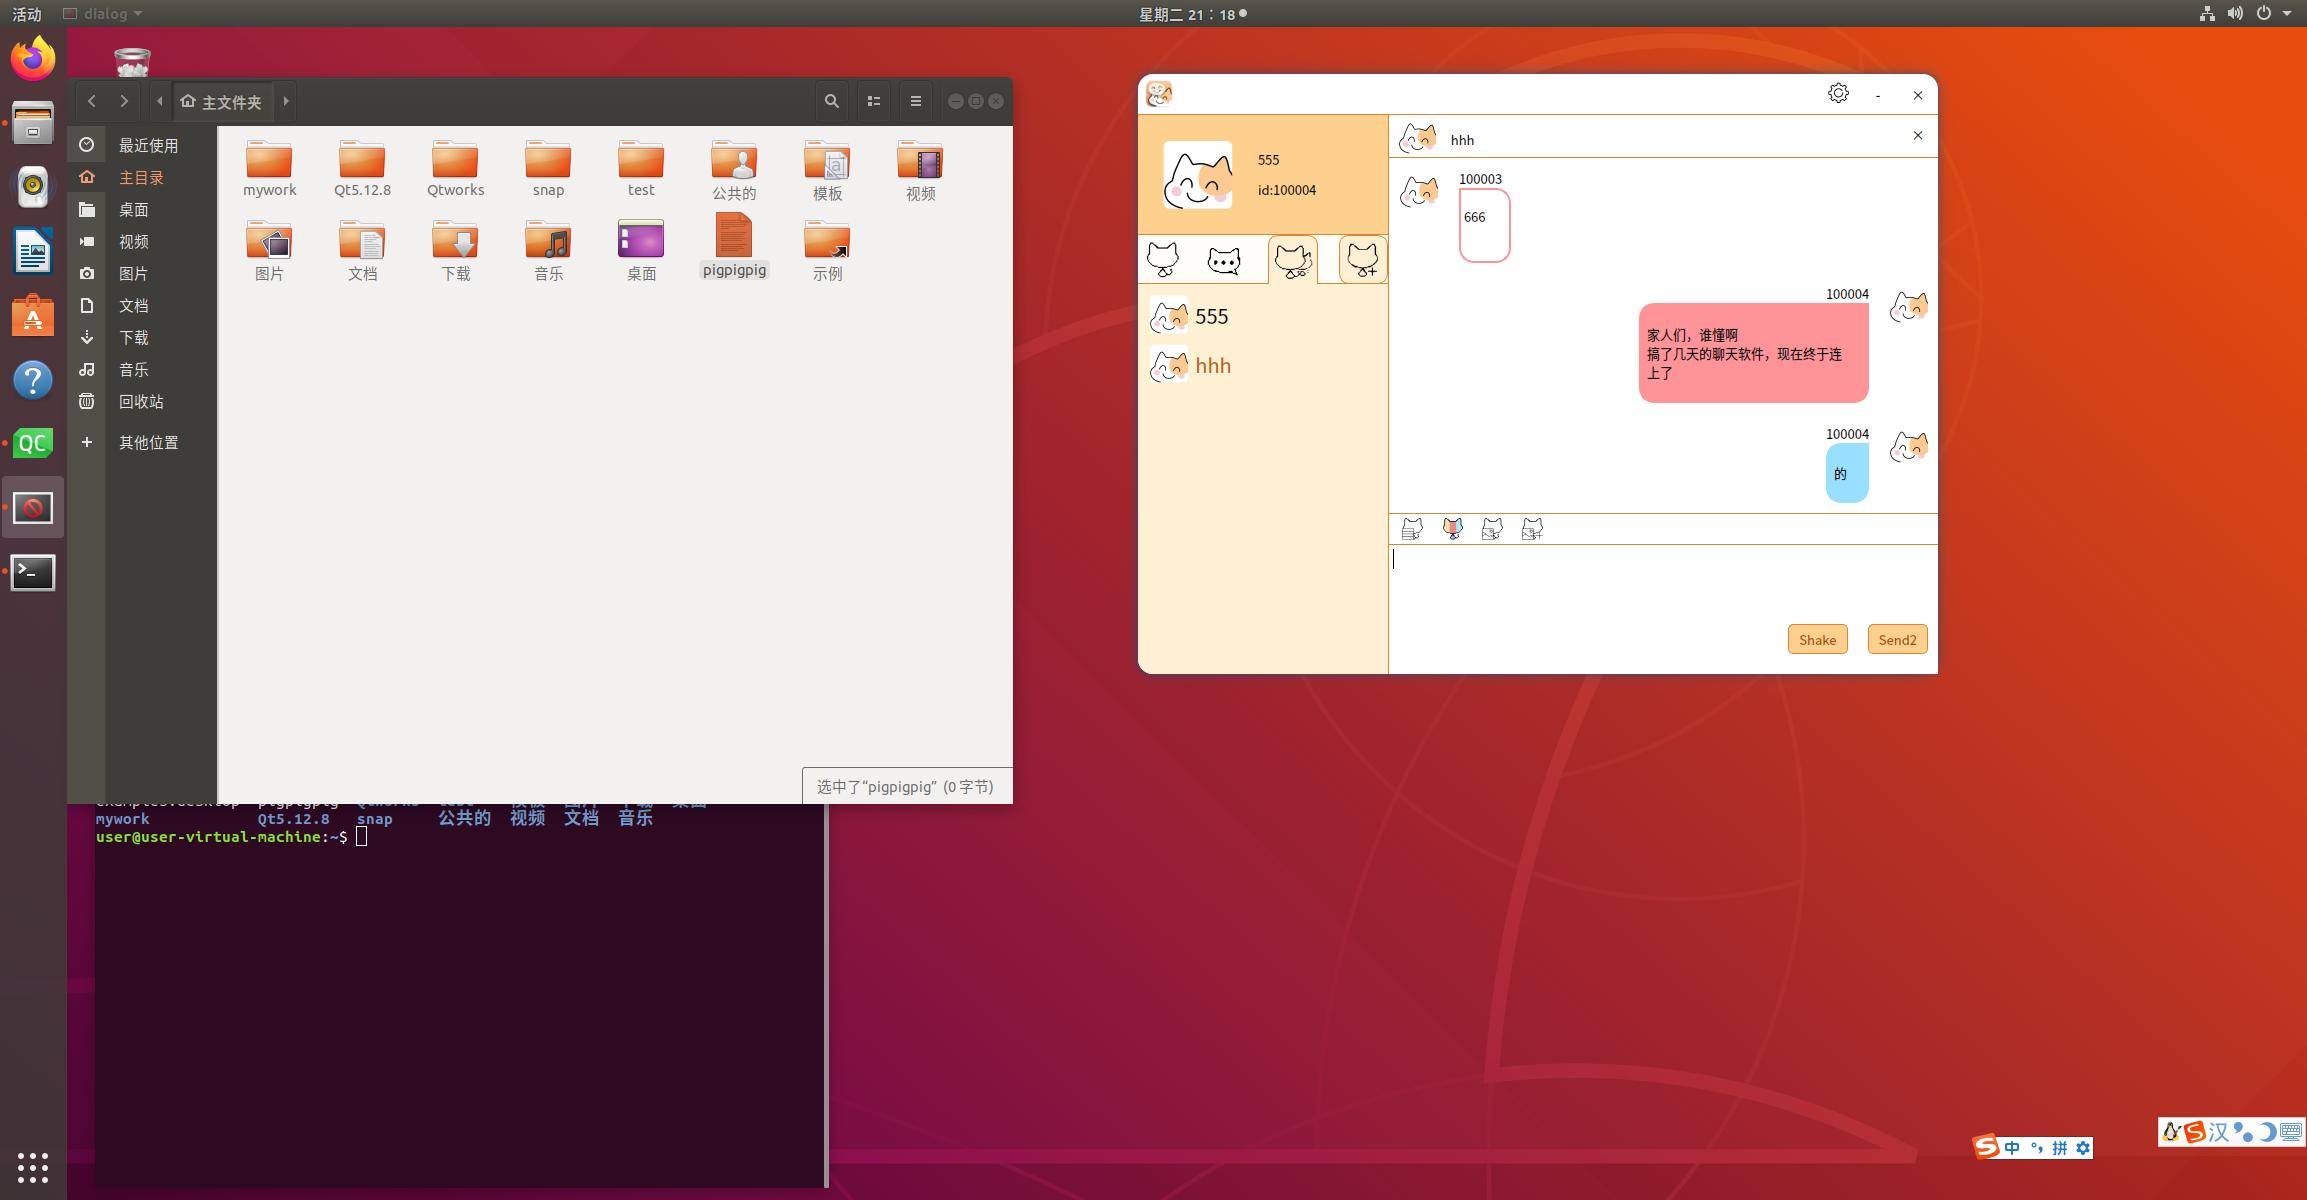 活动
dialog
星期二 21：18
主文件夹
最近使用
主目录
桌面
视频
图片
文档
下载
音乐
回收站
其他位置
mywork
Qt5.12.8
Qtworks
snap
test
公共的
模板
视频
图片
文档
下载
音乐
桌面
pigpigpig
示例
选中了“pigpigpig” (0 字节)
mywork Qt5.12.8 snap 公共的 视频 文档 音乐
user@user-virtual-machine:~$
555
id:100004
555
hhh
hhh
100003
666
100004
家人们，谁懂啊
搞了几天的聊天软件，现在终于连
上了
100004
的
Shake
Send2
QC
中 °, 拼
汉